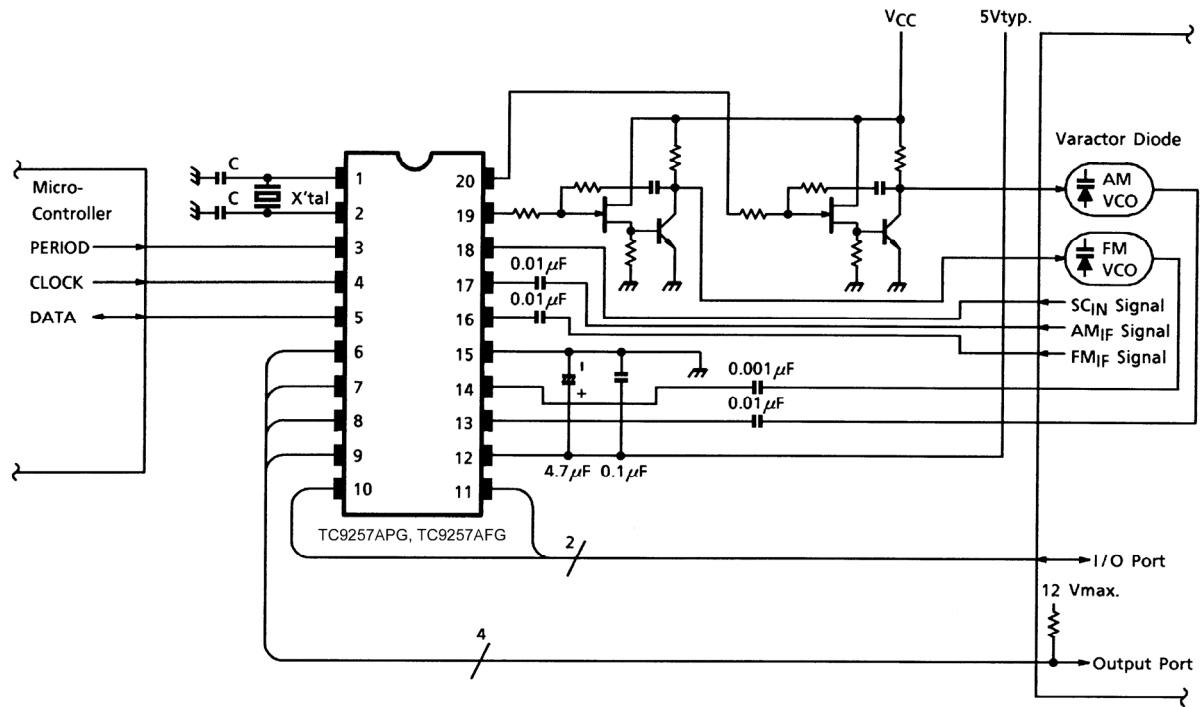 VCC
5Vtyp.
Varactor Diode
AM
VCO
FM
VCO
C
C
X'tal
Micro-
Controller
PERIOD
CLOCK
DATA
1
2
3
4
5
6
7
8
9
10
20
19
18
17
16
15
14
13
12
11
0.01μF
0.01μF
SCIN Signal
AMIF Signal
FMIF Signal
-
+
0.001μF
0.01μF
4.7μF
0.1μF
TC9257APG, TC9257AFG
2
I/O Port
12 Vmax.
4
Output Port